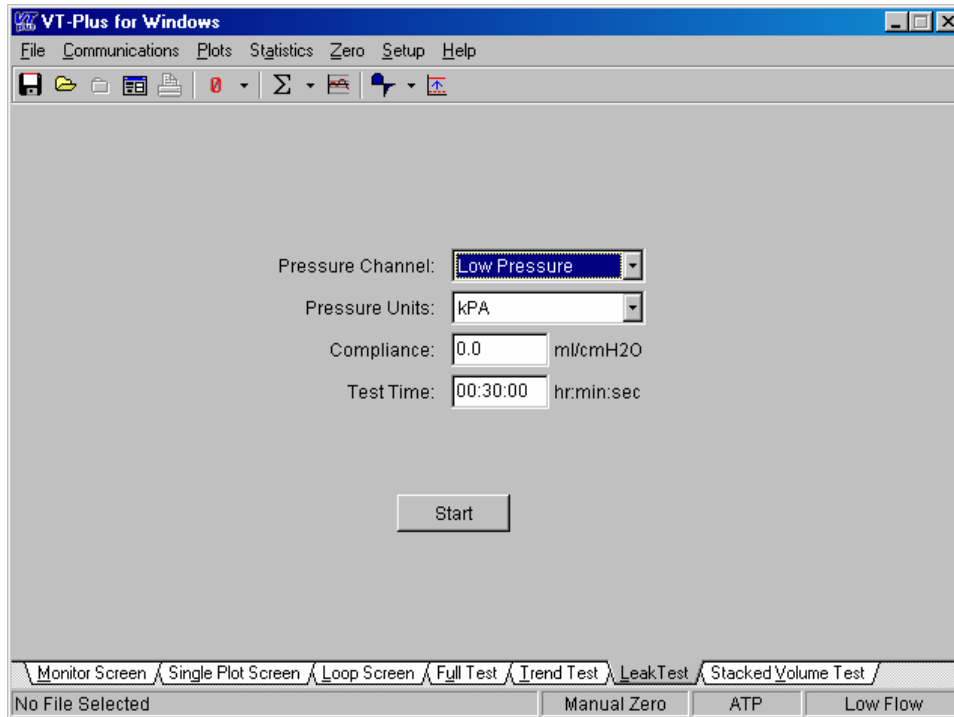 VT-Plus for Windows
File Communications Plots Statistics Zero Setup Help
Pressure Channel: Low Pressure
Pressure Units: kPA
Compliance: 0.0 ml/cmH2O
Test Time: 00:30:00 hr:min:sec
Start
Monitor Screen Single Plot Screen Loop Screen Full Test Trend Test LeakTest Stacked Volume Test
No File Selected Manual Zero ATP Low Flow